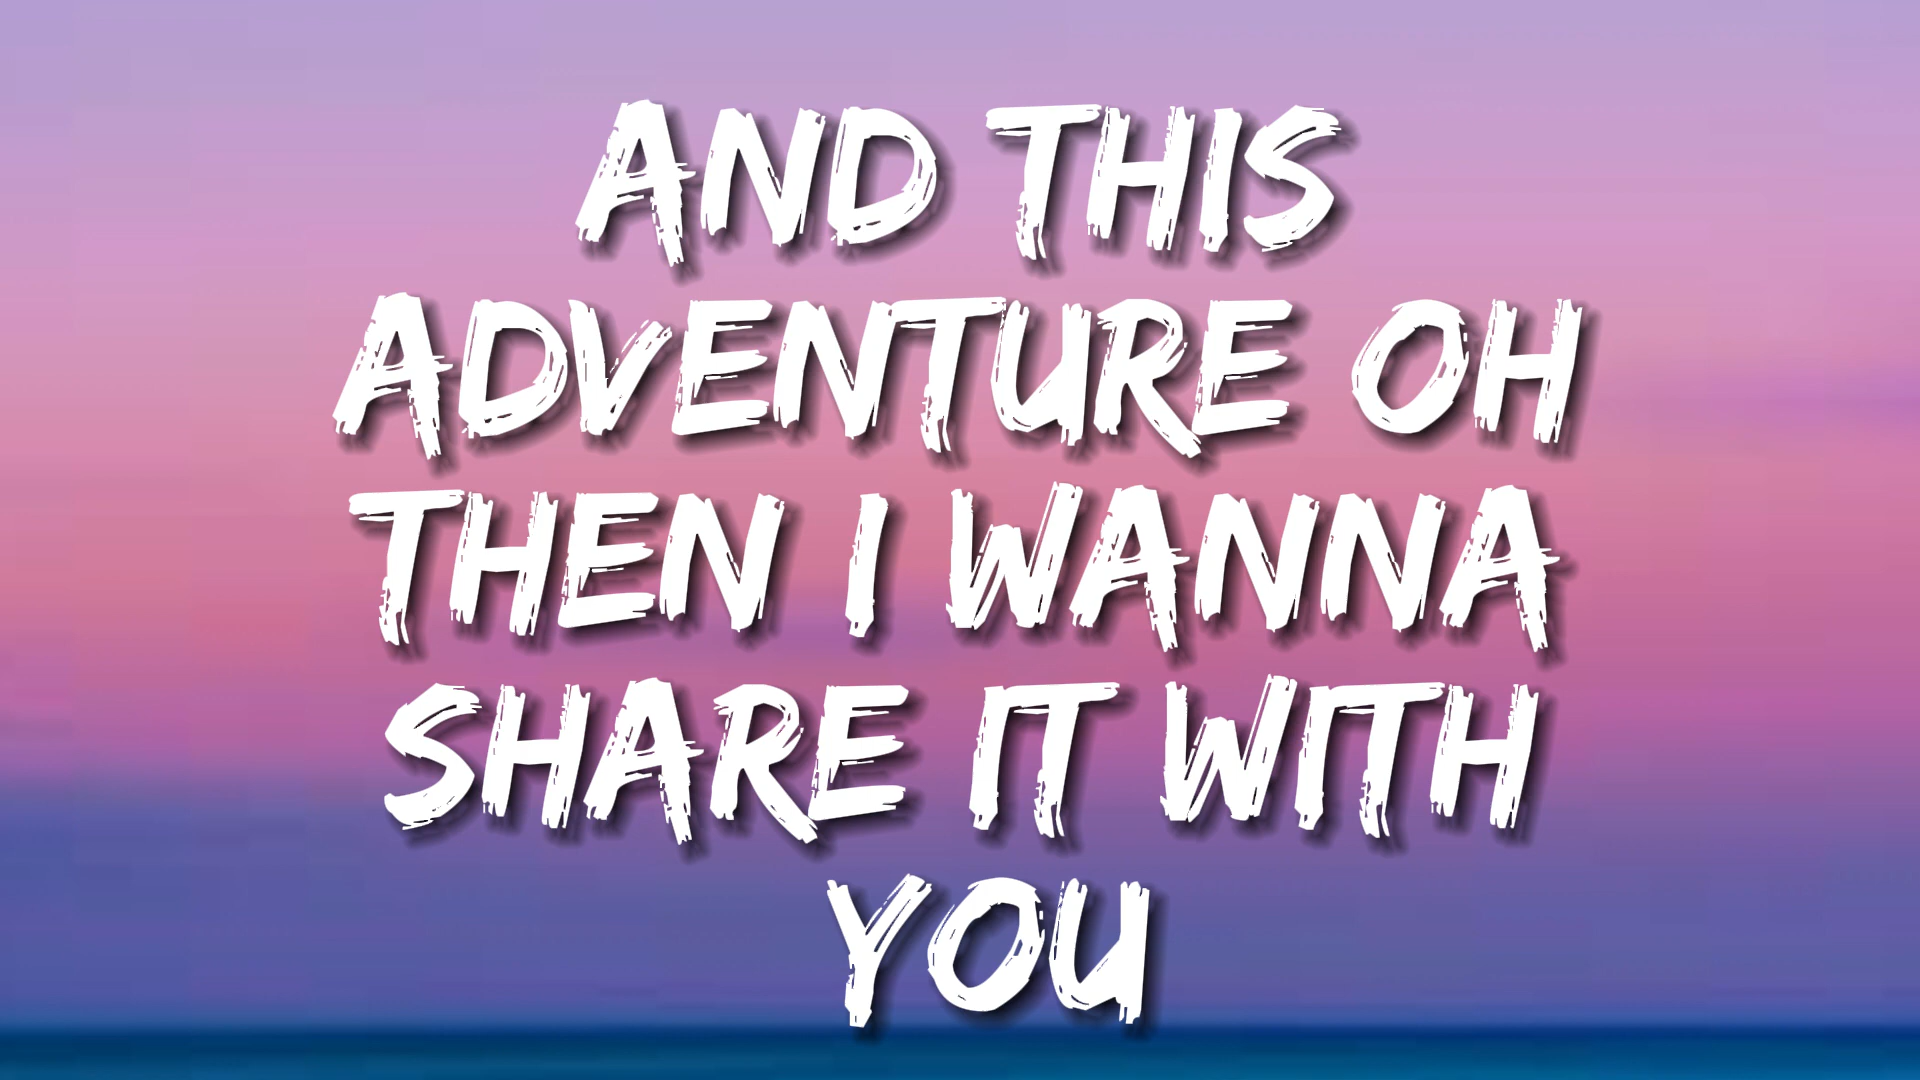 AND THIS
ADVENTURE OH
THEN I WANNA
SHARE IT WITH
YOU